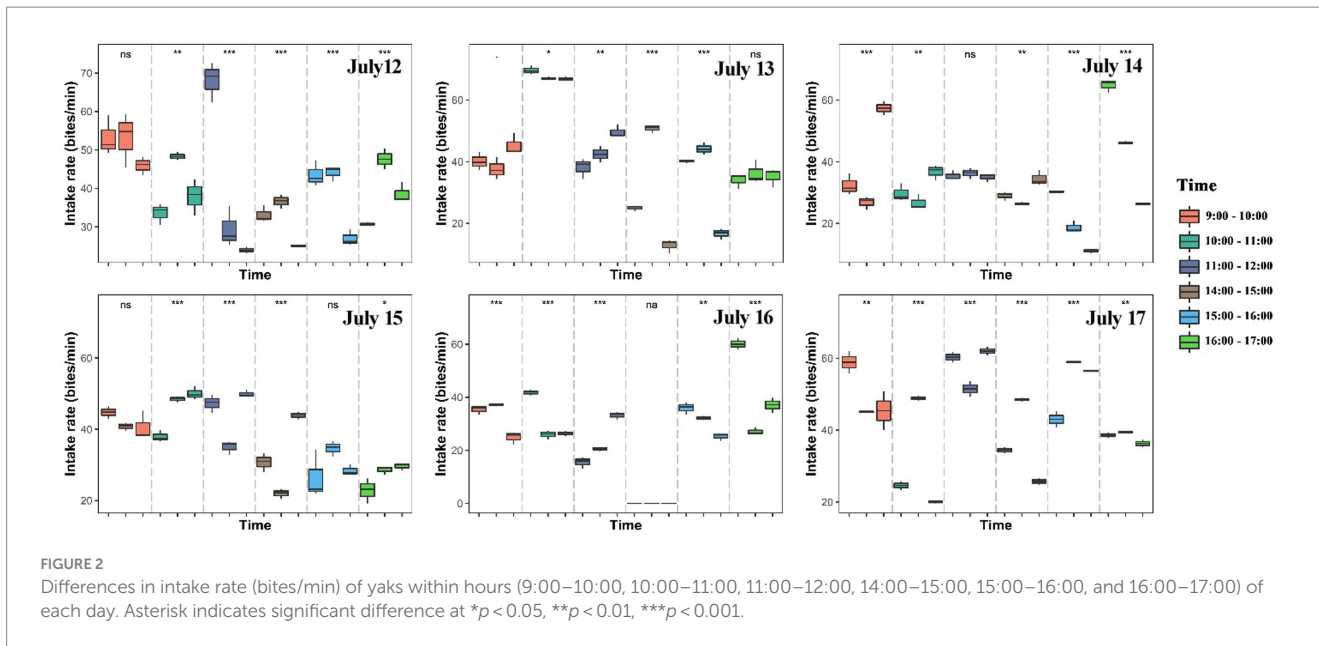 ns ** *** *** *** ***
July12
Intake rate (bites/min)
70
60
50
40
30
Time
. * ** *** *** ns
July 13
Intake rate (bites/min)
60
40
20
Time
*** ** ns ** *** ***
July 14
Intake rate (bites/min)
60
40
20
Time
ns *** *** *** ns *
July 15
Intake rate (bites/min)
60
40
20
Time
*** *** *** na ** ***
July 16
Intake rate (bites/min)
60
40
20
0
Time
** *** *** *** *** **
July 17
Intake rate (bites/min)
60
40
20
Time
Time
9:00 - 10:00
10:00 - 11:00
11:00 - 12:00
14:00 - 15:00
15:00 - 16:00
16:00 - 17:00
FIGURE 2
Differences in intake rate (bites/min) of yaks within hours (9:00–10:00, 10:00–11:00, 11:00–12:00, 14:00–15:00, 15:00–16:00, and 16:00–17:00) of
each day. Asterisk indicates significant difference at *p < 0.05, **p < 0.01, ***p < 0.001.